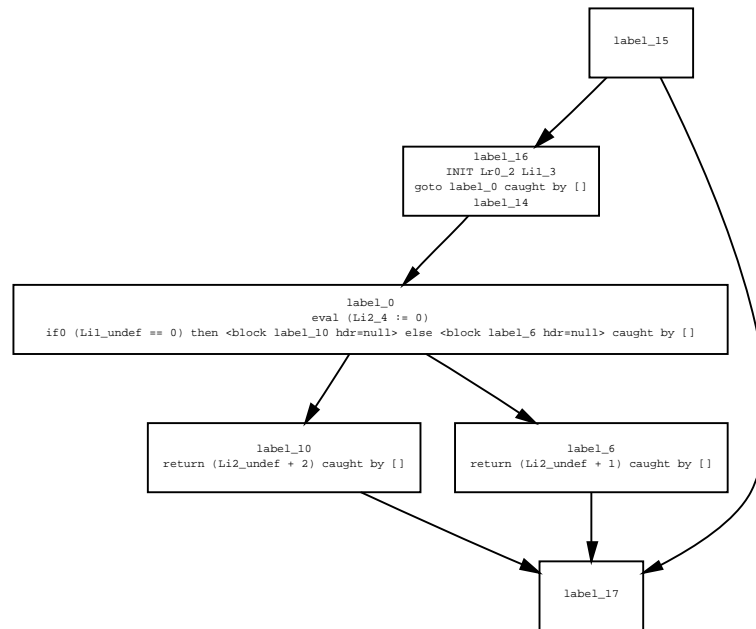 label_15
label_16
INIT Lr0_2 Li1_3
goto label_0 caught by []
label_14
label_0
eval (Li2_4 := 0)
if0 (Li1_undef == 0) then <block label_10 hdr=null> else <block label_6 hdr=null> caught by []
label_10
return (Li2_undef + 2) caught by []
label_6
return (Li2_undef + 1) caught by []
label_17